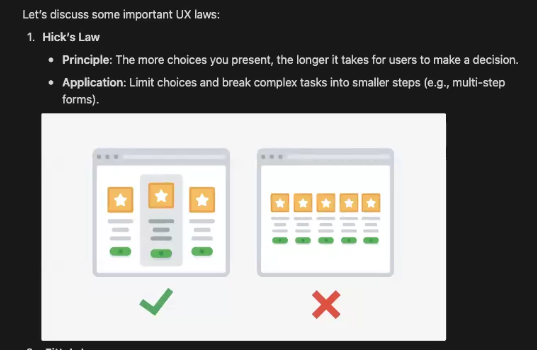 Let's discuss some important UX laws:
1. Hick's Law
• Principle: The more choices you present, the longer it takes for users to make a decision.
• Application: Limit choices and break complex tasks into smaller steps (e.g., multi-step
forms).